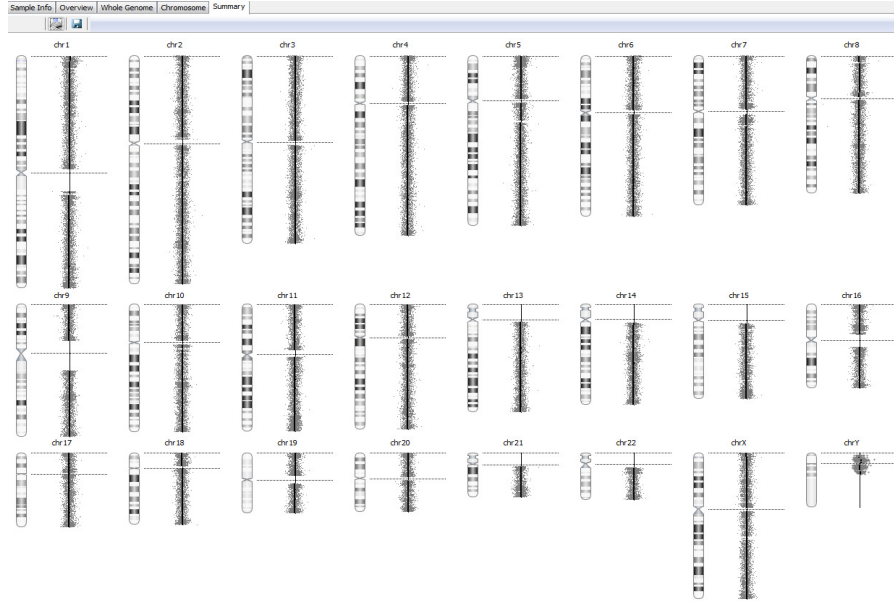 Sample Info Overview Whole Genome Chromosome Summary
chr1 chr2 chr3 chr4 chr5 chr6 chr7 chr8
chr9 chr10 chr11 chr12 chr13 chr14 chr15 chr16
chr17 chr18 chr19 chr20 chr21 chr22 chrX chrY